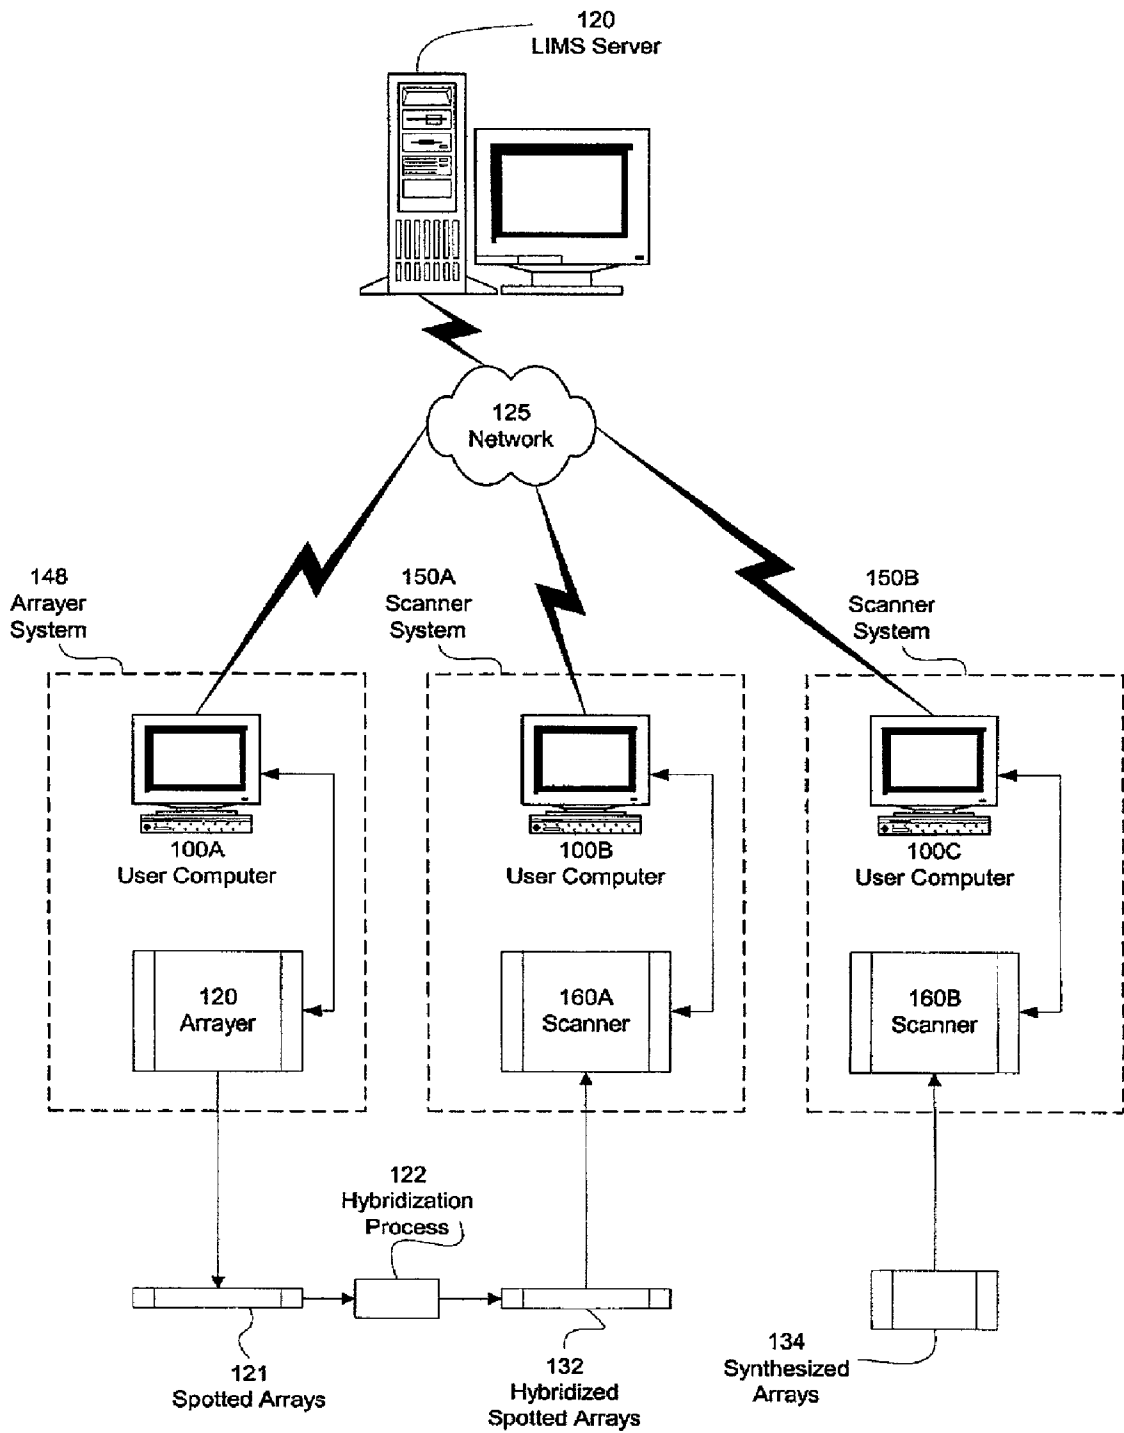 120
LIMS Server
125
Network
148
Arrayer
System
150A
Scanner
System
150B
Scanner
System
100A
User Computer
100B
User Computer
100C
User Computer
120
Arrayer
160A
Scanner
160B
Scanner
122
Hybridization
Process
121
Spotted Arrays
132
Hybridized
Spotted Arrays
134
Synthesized
Arrays